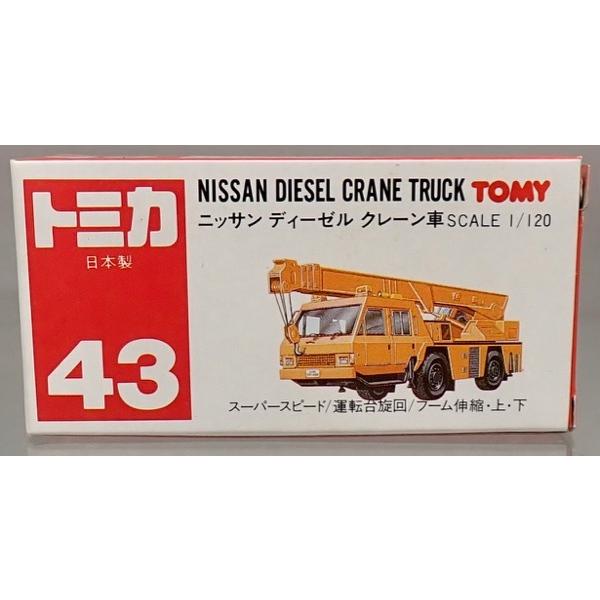 トミカ
日本製
43
NISSAN DIESEL CRANE TRUCK TOMY
ニッサン ディーゼル クレーン車 SCALE 1/120
スーパースピード/運転台旋回/ブーム伸縮・上・下